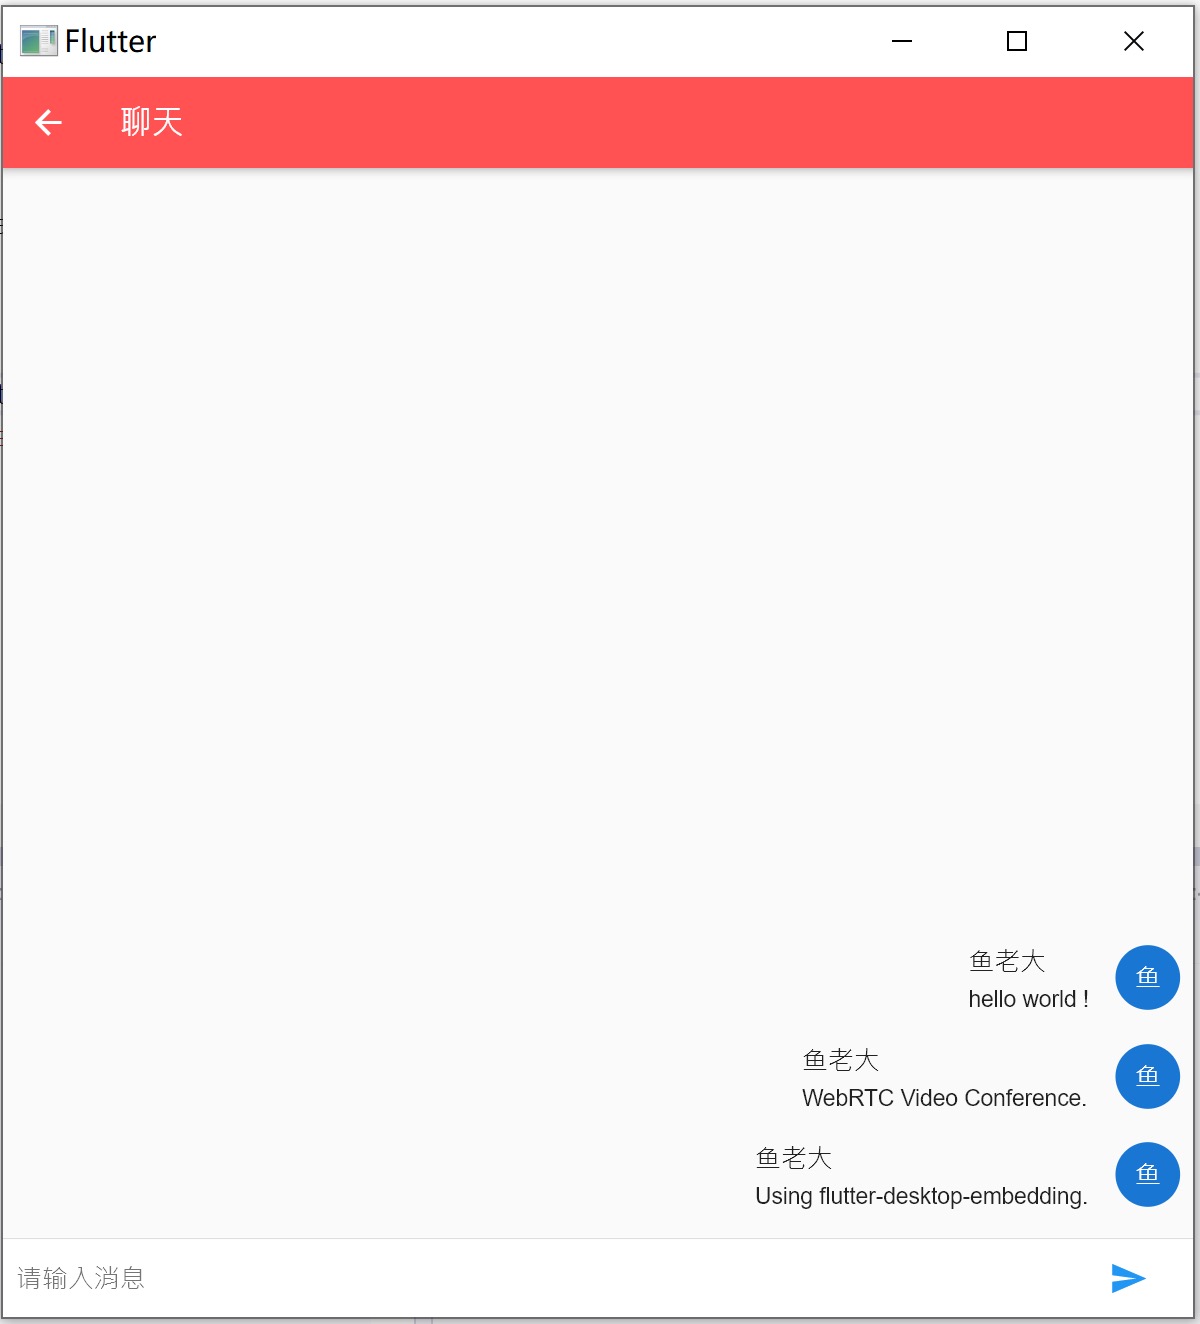 Flutter
聊天
鱼老大
hello world !
鱼
鱼老大
WebRTC Video Conference.
鱼
鱼老大
Using flutter-desktop-embedding.
鱼
请输入消息